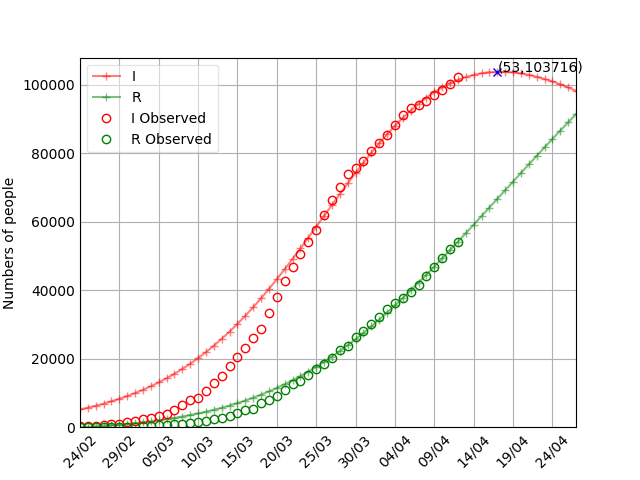 (53,103716)
I
R
I Observed
R Observed
100000
80000
60000
40000
20000
0
Numbers of people
24/02 29/02 05/03 10/03 15/03 20/03 25/03 30/03 04/04 09/04 14/04 19/04 24/04